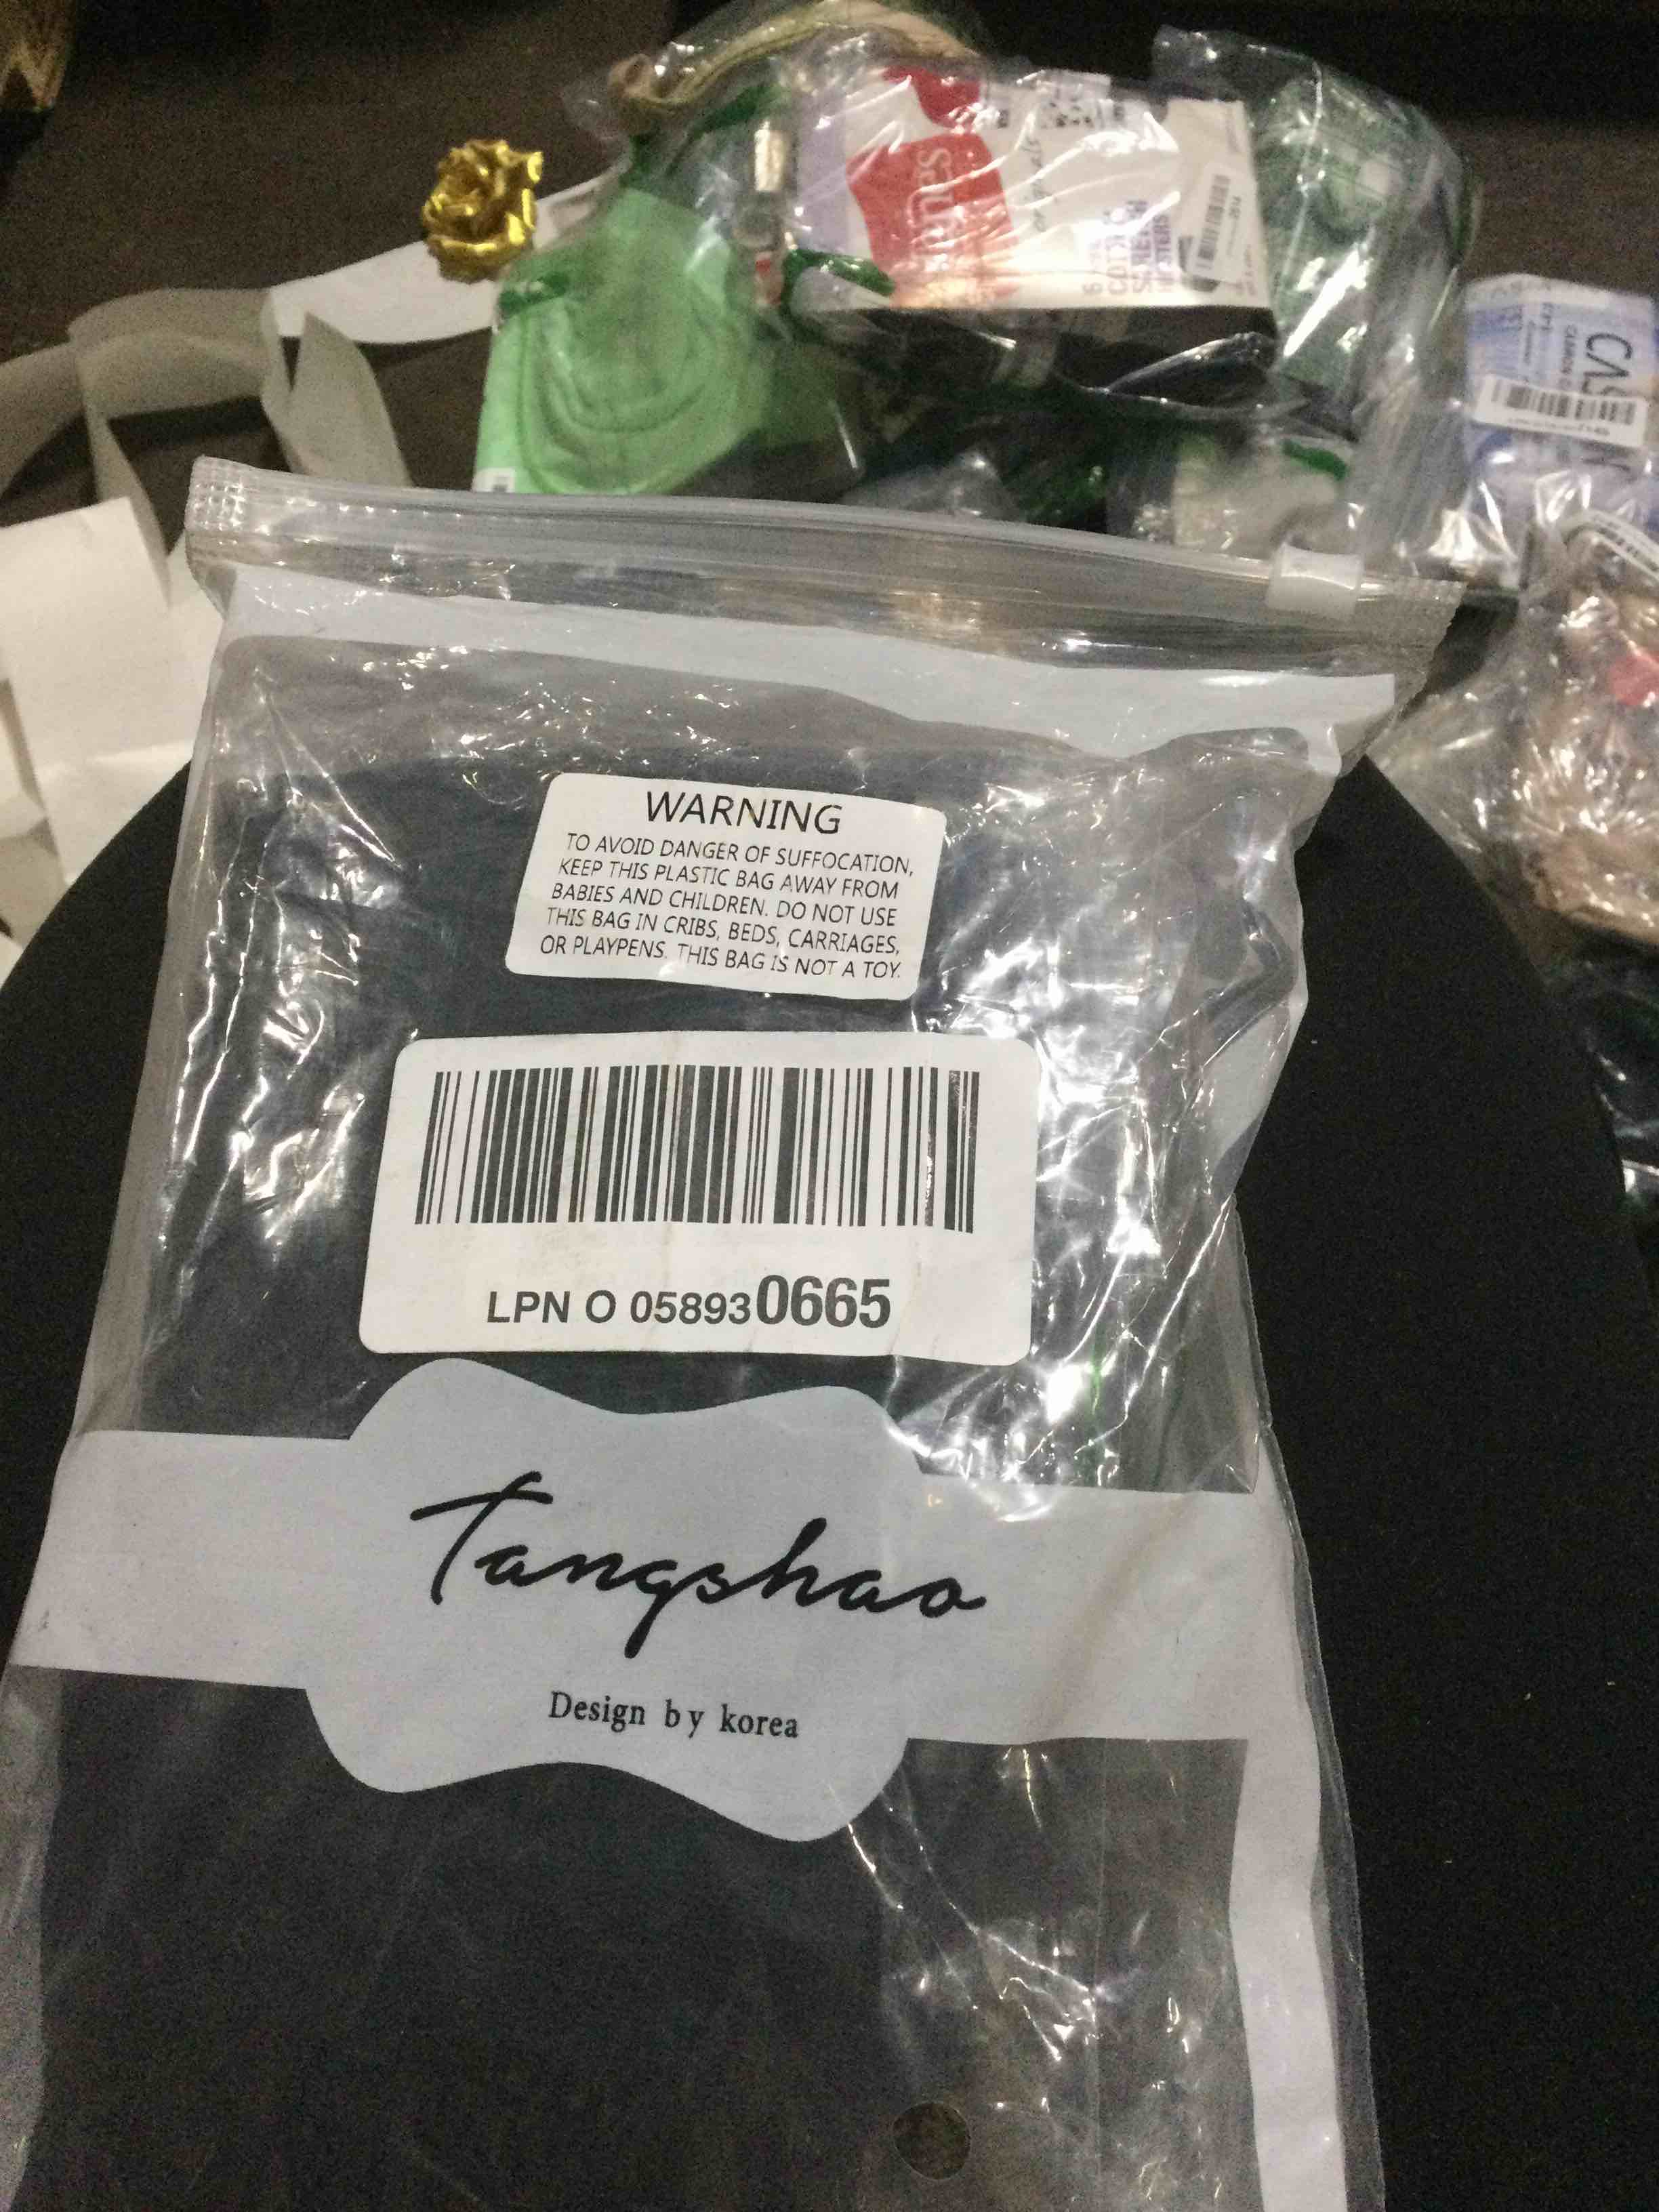 CAS
WARNING
TO AVOID DANGER OF SUFFOCATION,
KEEP THIS PLASTIC BAG AWAY FROM
BABIES AND CHILDREN. DO NOT USE
THIS BAG IN CRIBS, BEDS, CARRIAGES,
OR PLAYPENS. THIS BAG IS NOT A TOY.
LPN O 058930665
Tangshao
Design by korea